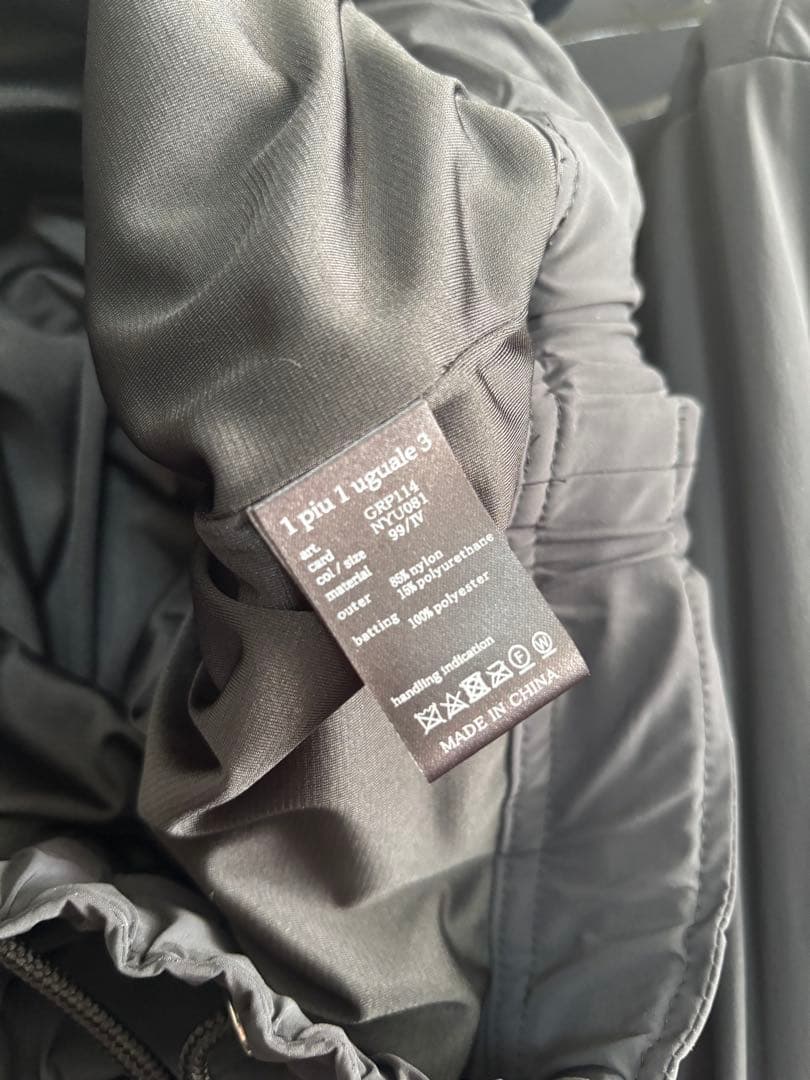 1 piu 1 uguale 3
art. GRP114
card NYU081
col / size 99/IV
material
outer 85% nylon
15% polyurethane
batting 100% polyester
handling indication
F W
MADE IN CHINA